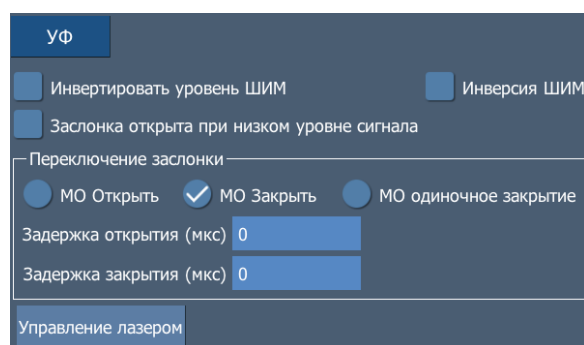 УФ
Инвертировать уровень ШИМ Инверсия ШИМ
Заслонка открыта при низком уровне сигнала
Переключение заслонки
МО Открыть МО Закрыть МО одиночное закрытие
Задержка открытия (мкс) 0
Задержка закрытия (мкс) 0
Управление лазером